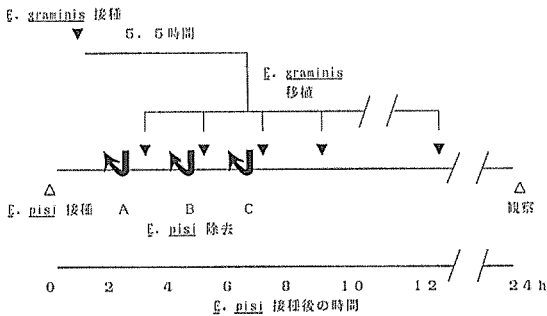 E. graminis 接種
5. 5時間
E. graminis
移植
E. pisi 接種
A
B
C
観察
E. pisi 除去
0 2 4 6 8 10 12 24h
E. pisi 接種後の時間